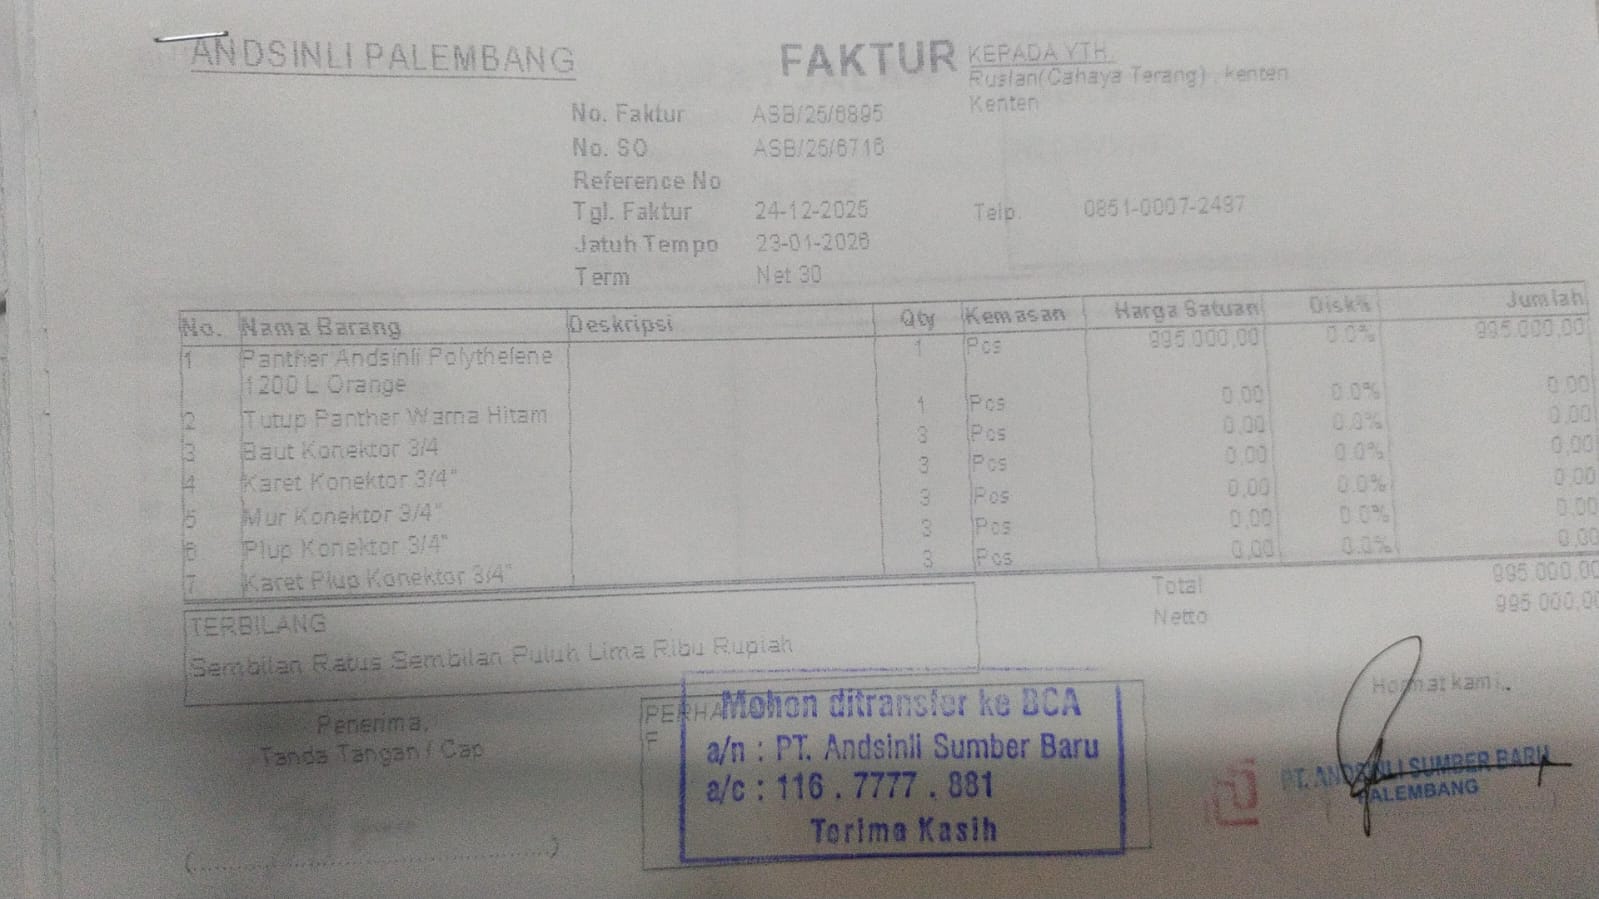 ANDSINLI PALEMBANG
FAKTUR
KEPADA YTH.
Ruslan(Cahaya Terang) , kenten
Kenten
No. Faktur ASB/25/6895
No. SO ASB/25/6716
Reference No
Tgl. Faktur 24-12-2025
Telp. 0851-0007-2487
Jatuh Tempo 23-01-2026
Term Net 30
No. Nama Barang Deskripsi Qty Kemasan Harga Satuan Disk% Jumlah
1 Panther Andsinli Polythelene 1 Pcs 995.000,00 0.0% 995.000,00
1200 L Orange
2 Tutup Panther Warna Hitam 1 Pcs 0,00 0.0% 0,00
3 Baut Konektor 3/4 3 Pcs 0,00 0.0% 0,00
4 Karet Konektor 3/4" 3 Pcs 0,00 0.0% 0,00
5 Mur Konektor 3/4" 3 Pcs 0,00 0.0% 0,00
6 Plup Konektor 3/4" 3 Pcs 0,00 0.0% 0,00
7 Karet Plup Konektor 3/4" 3 Pcs 0,00 0.0% 0,00
Total 995.000,00
Netto 995.000,00
TERBILANG
Sembilan Ratus Sembilan Puluh Lima Ribu Rupiah
Penerima,
Tanda Tangan / Cap
PERHA
F
Mohon ditransfer ke BCA
a/n : PT. Andsinli Sumber Baru
a/c : 116 . 7777 . 881
Terima Kasih
Hormat kami,
PT. ANDSINLI SUMBER BARU
PALEMBANG